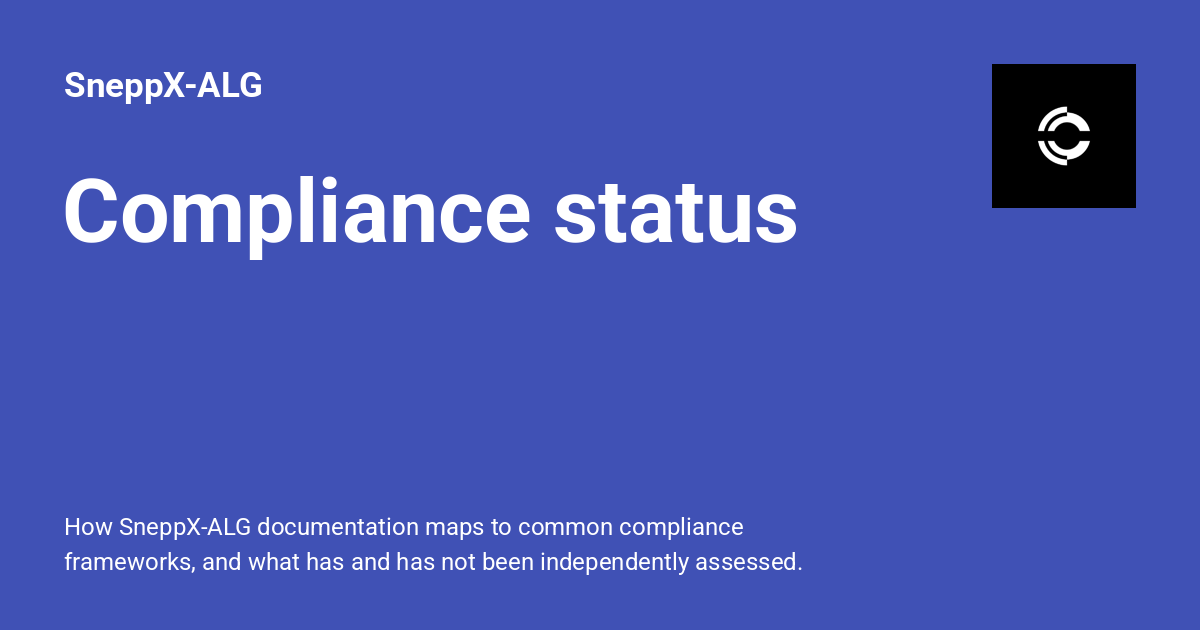 SneppX-ALG
Compliance status
How SneppX-ALG documentation maps to common compliance
frameworks, and what has and has not been independently assessed.